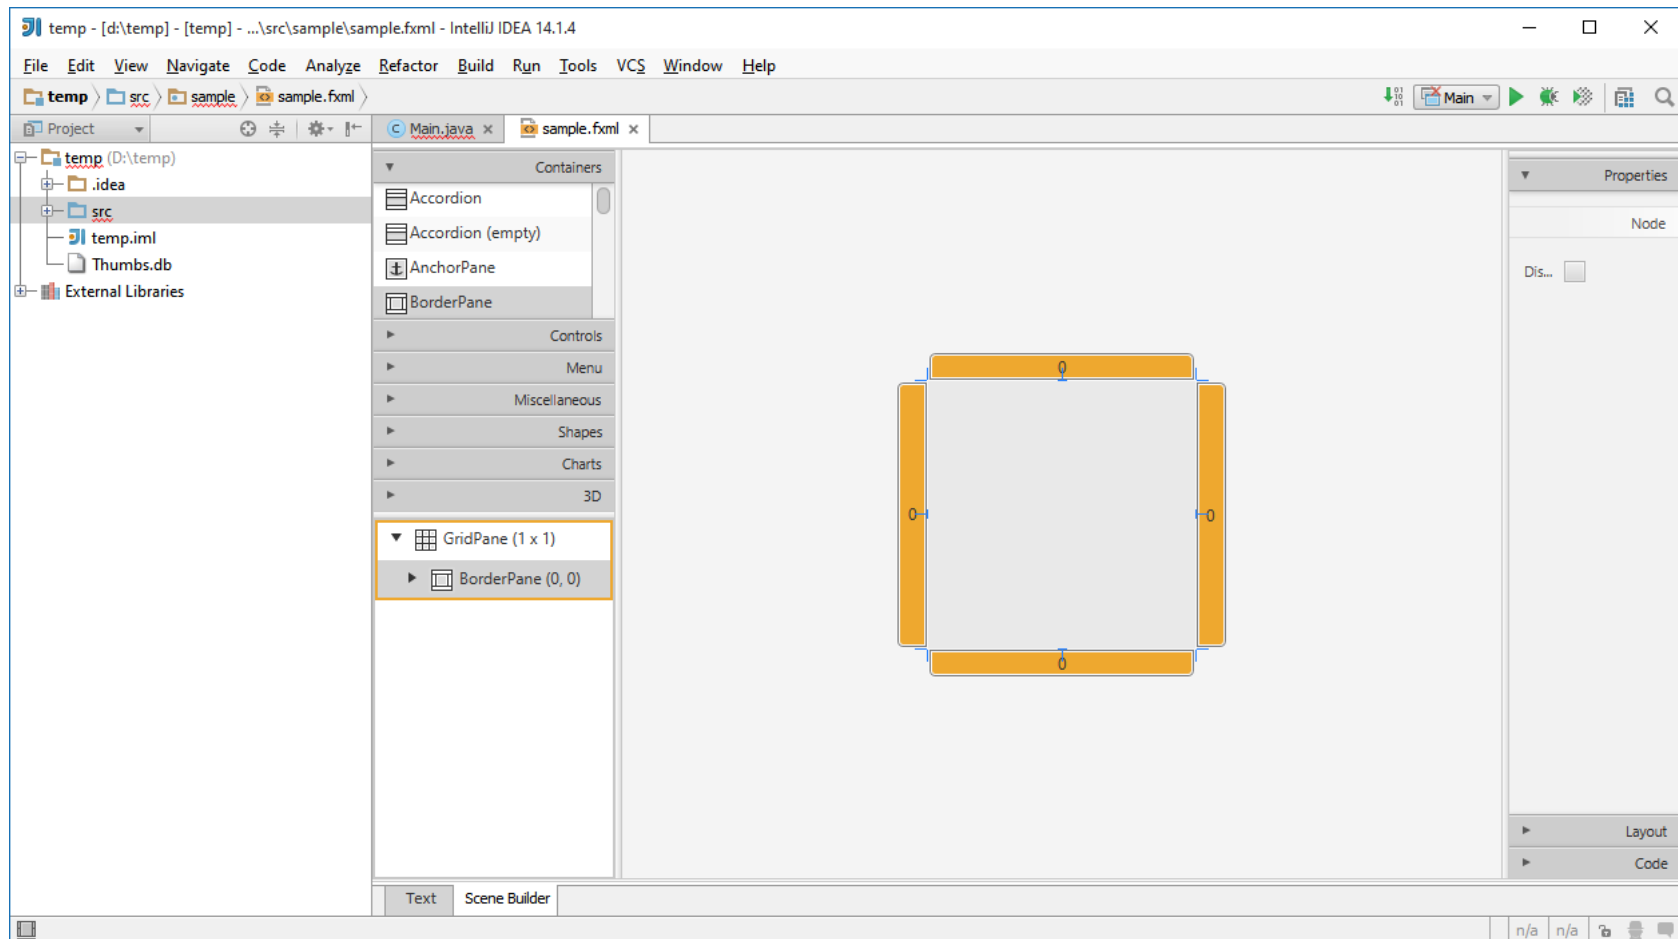 temp - [d:\temp] - [temp] - ...\src\sample\sample.fxml - IntelliJ IDEA 14.1.4
File Edit View Navigate Code Analyze Refactor Build Run Tools VCS Window Help
temp src sample sample.fxml
Main
Project
Main.java
sample.fxml
temp (D:\temp)
.idea
src
temp.iml
Thumbs.db
External Libraries
Containers
Accordion
Accordion (empty)
AnchorPane
BorderPane
Controls
Menu
Miscellaneous
Shapes
Charts
3D
GridPane (1 x 1)
BorderPane (0, 0)
0
0
0
0
Properties
Node
Dis...
Layout
Code
Text
Scene Builder
n/a n/a